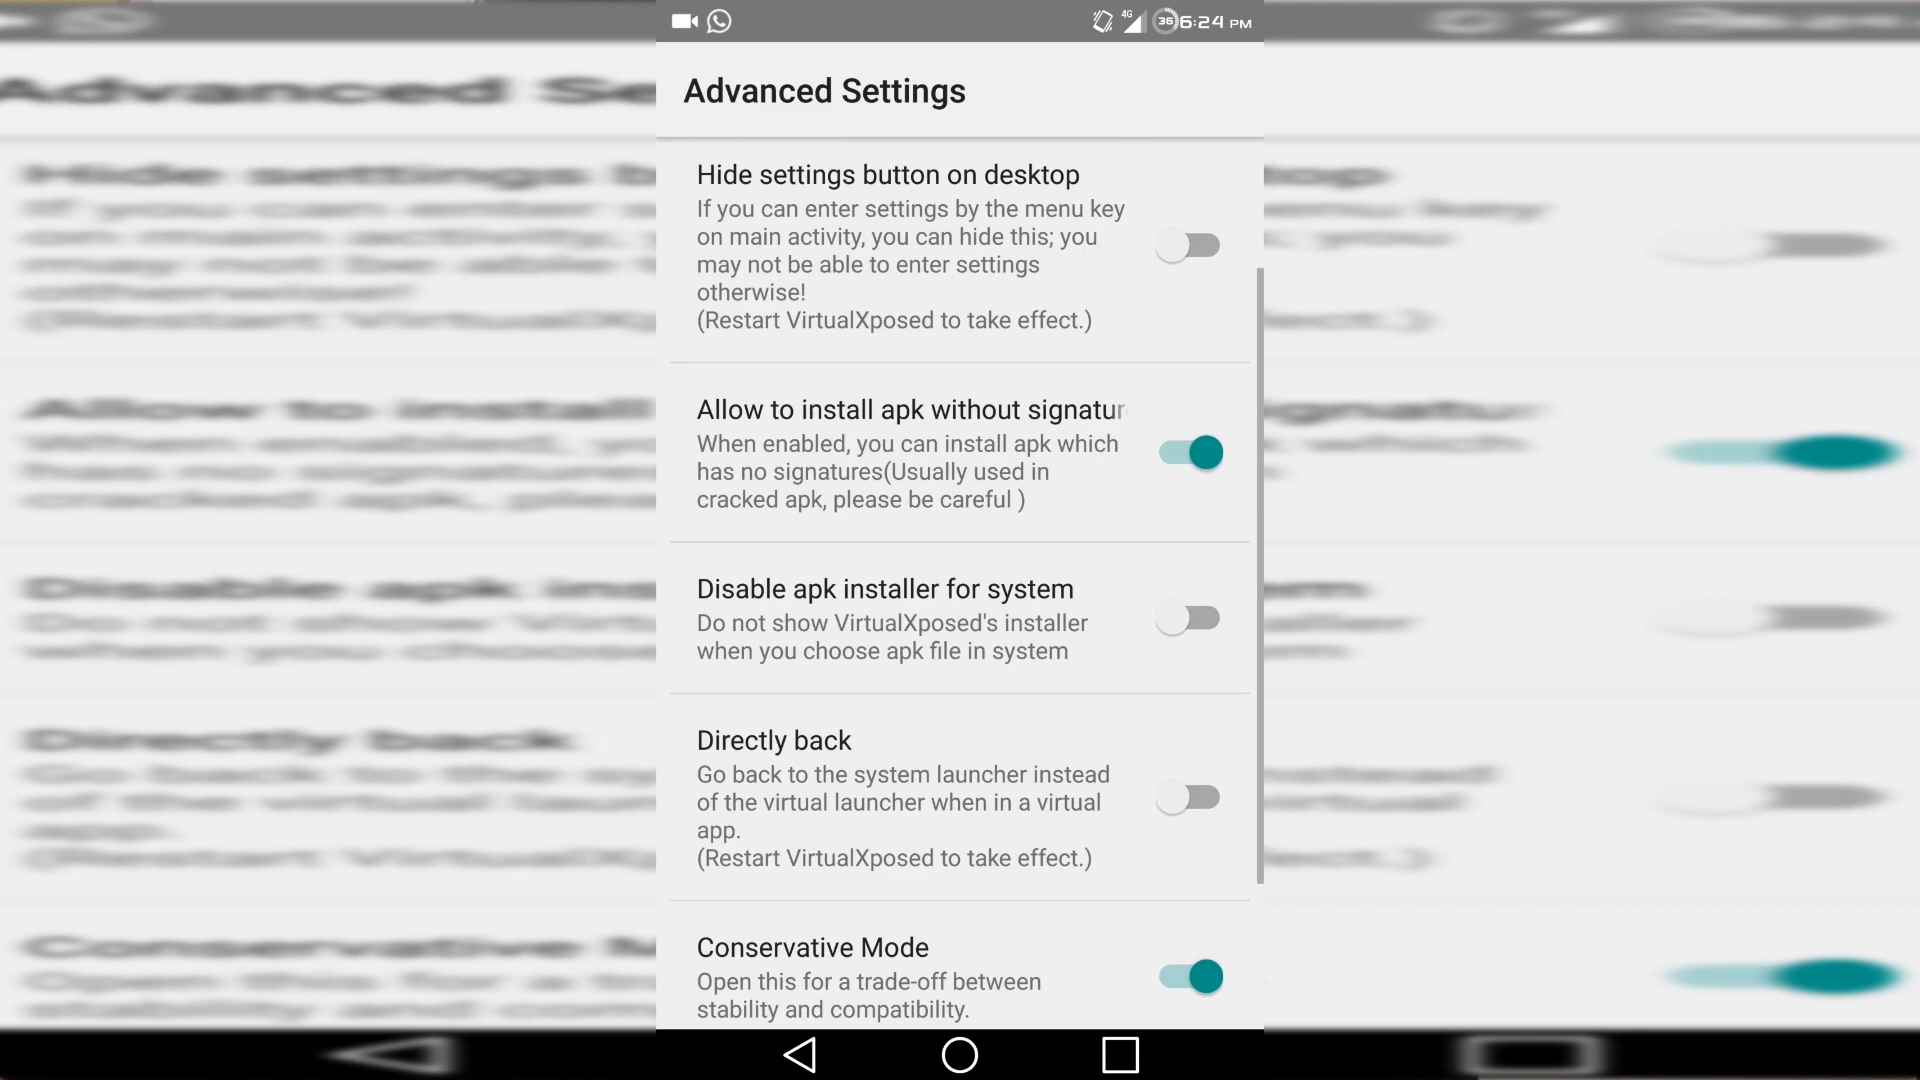 4G 36 6:24 PM
Advanced Settings
Hide settings button on desktop
If you can enter settings by the menu key
on main activity, you can hide this; you
may not be able to enter settings
otherwise!
(Restart VirtualXposed to take effect.)
Allow to install apk without signatur
When enabled, you can install apk which
has no signatures(Usually used in
cracked apk, please be careful )
Disable apk installer for system
Do not show VirtualXposed's installer
when you choose apk file in system
Directly back
Go back to the system launcher instead
of the virtual launcher when in a virtual
app.
(Restart VirtualXposed to take effect.)
Conservative Mode
Open this for a trade-off between
stability and compatibility.